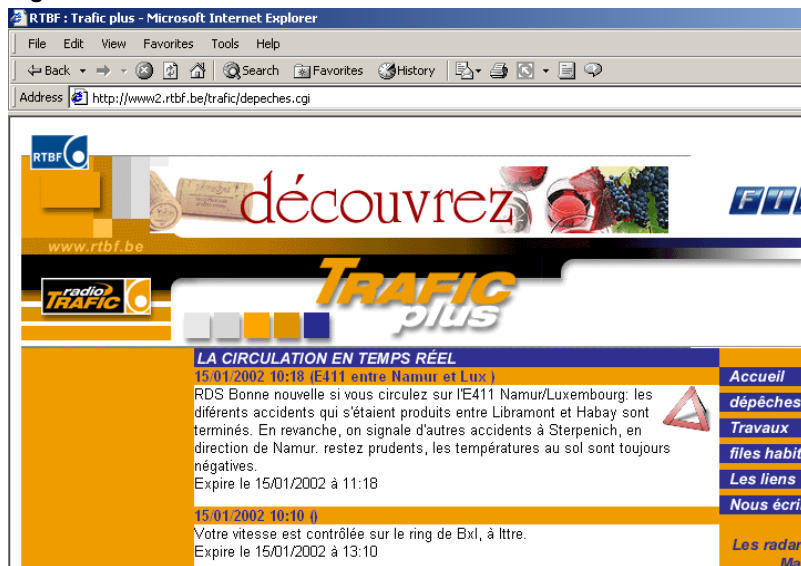 RTBF : Trafic plus - Microsoft Internet Explorer
File Edit View Favorites Tools Help
Back Search Favorites History
Address http://www2.rtbf.be/trafic/depeches.cgi
RTBF
découvrez
www.rtbf.be
radio TRAFIC
TRAFIC plus
LA CIRCULATION EN TEMPS RÉEL
15/01/2002 10:18 (E411 entre Namur et Lux )
RDS Bonne nouvelle si vous circulez sur l'E411 Namur/Luxembourg: les
diférents accidents qui s'étaient produits entre Libramont et Habay sont
terminés. En revanche, on signale d'autres accidents à Sterpenich, en
direction de Namur. restez prudents, les températures au sol sont toujours
négatives.
Expire le 15/01/2002 à 11:18
15/01/2002 10:10 ()
Votre vitesse est contrôlée sur le ring de Bxl, à Ittre.
Expire le 15/01/2002 à 13:10
Accueil
dépêches
Travaux
files habit
Les liens
Nous écri
Les radar
Ma